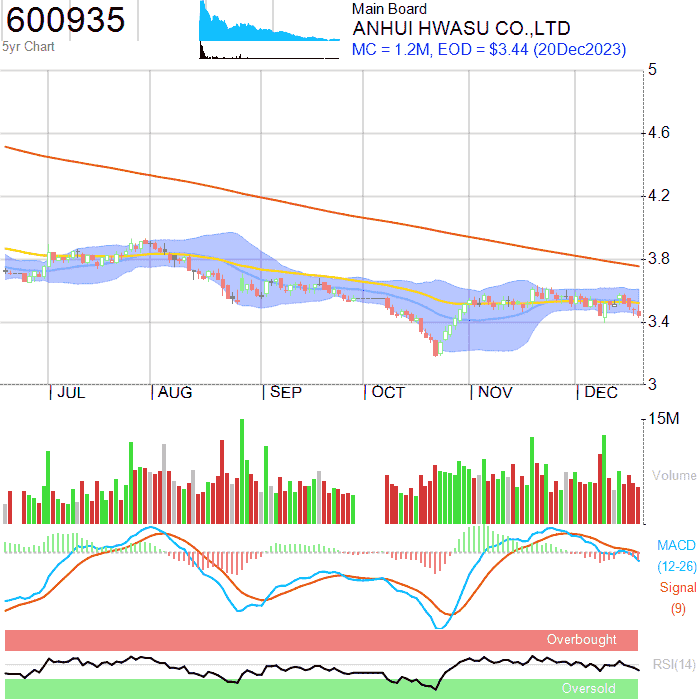 600935
5yr Chart
Main Board
ANHUI HWASU CO.,LTD
MC = 1.2M, EOD = $3.44 (20Dec2023)
5
4.6
4.2
3.8
3.4
3
JUL AUG SEP OCT NOV DEC
15M
Volume
MACD
(12-26)
Signal
(9)
Overbought
RSI(14)
Oversold